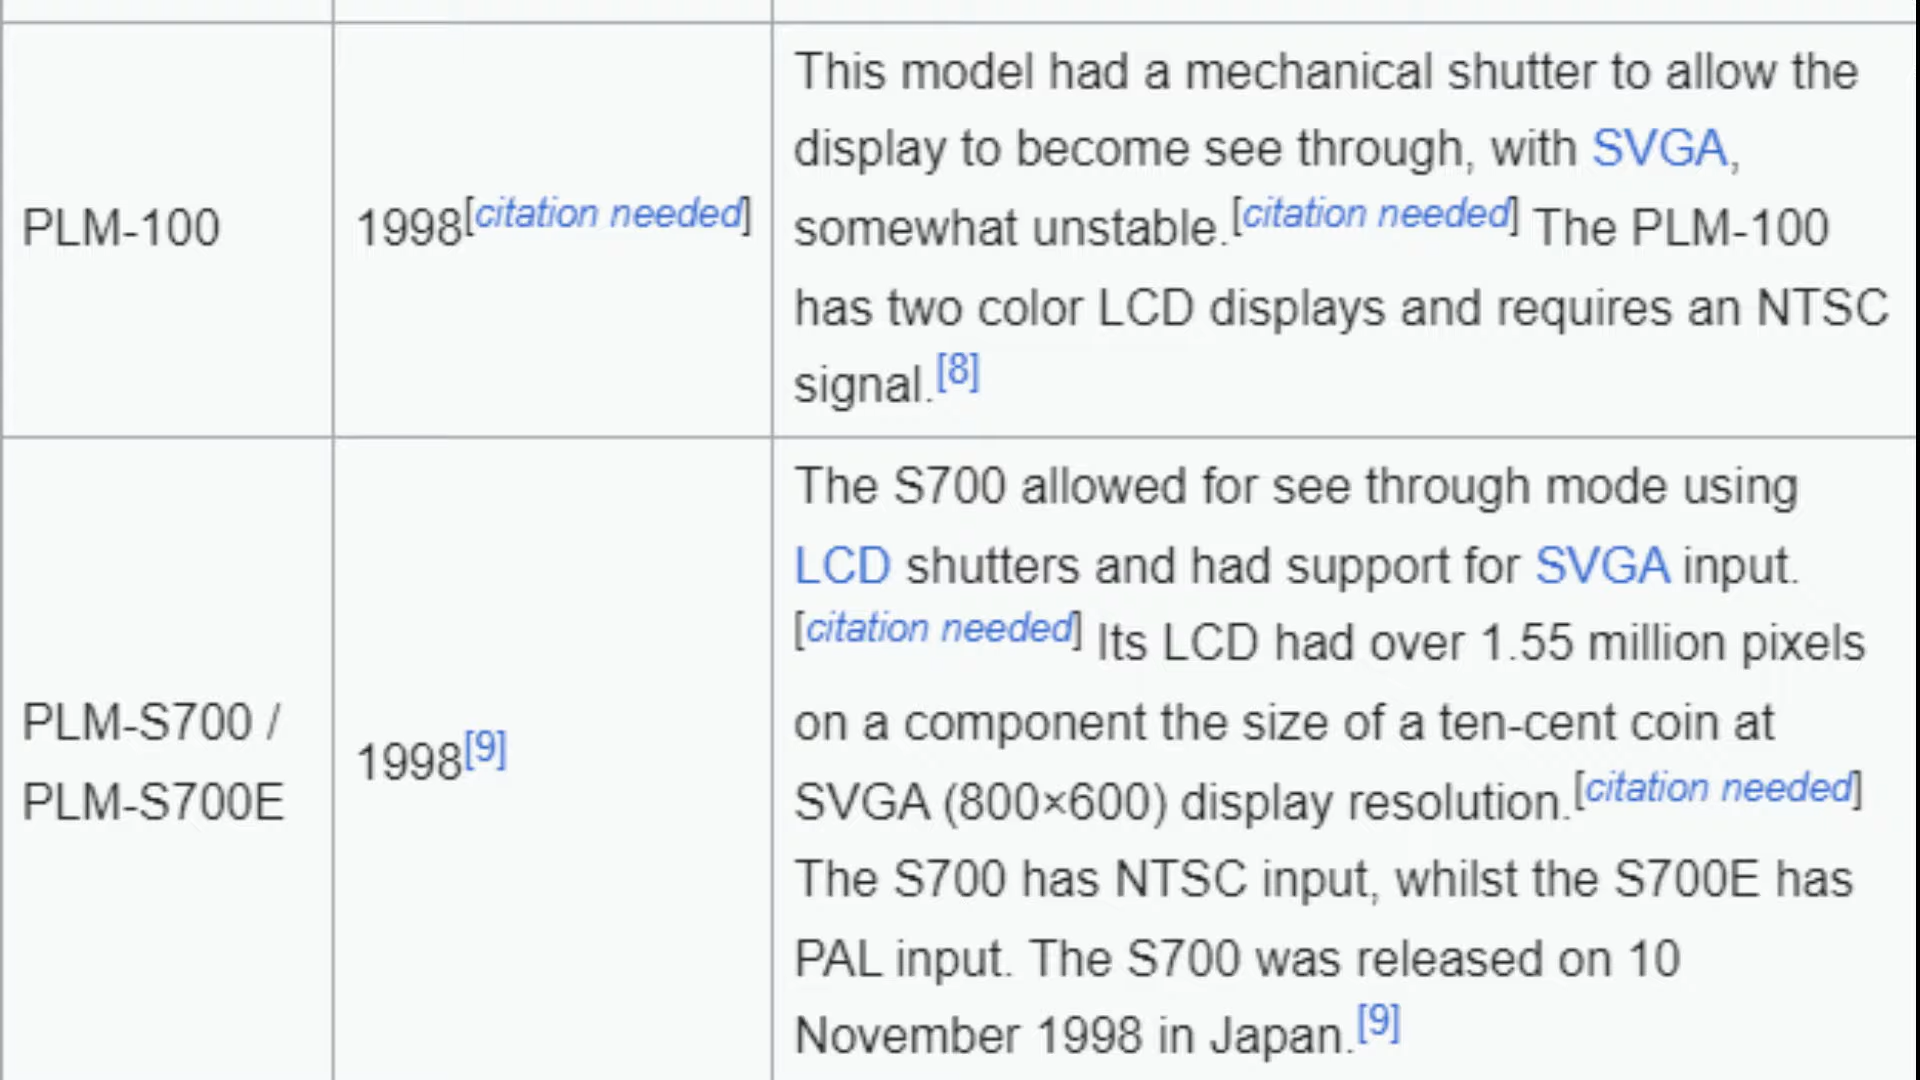 PLM-100
1998[citation needed]
This model had a mechanical shutter to allow the
display to become see through, with SVGA,
somewhat unstable.[citation needed] The PLM-100
has two color LCD displays and requires an NTSC
signal.[8]
PLM-S700 /
PLM-S700E
1998[9]
The S700 allowed for see through mode using
LCD shutters and had support for SVGA input.
[citation needed] Its LCD had over 1.55 million pixels
on a component the size of a ten-cent coin at
SVGA (800×600) display resolution.[citation needed]
The S700 has NTSC input, whilst the S700E has
PAL input. The S700 was released on 10
November 1998 in Japan.[9]